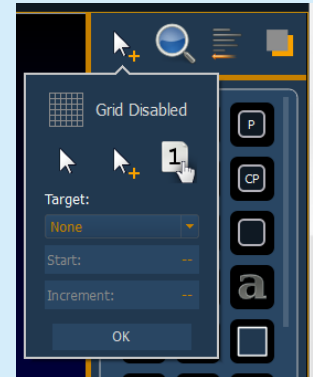 Grid Disabled
P
1
CP
Target:
None
Start: --
a
Increment: --
OK